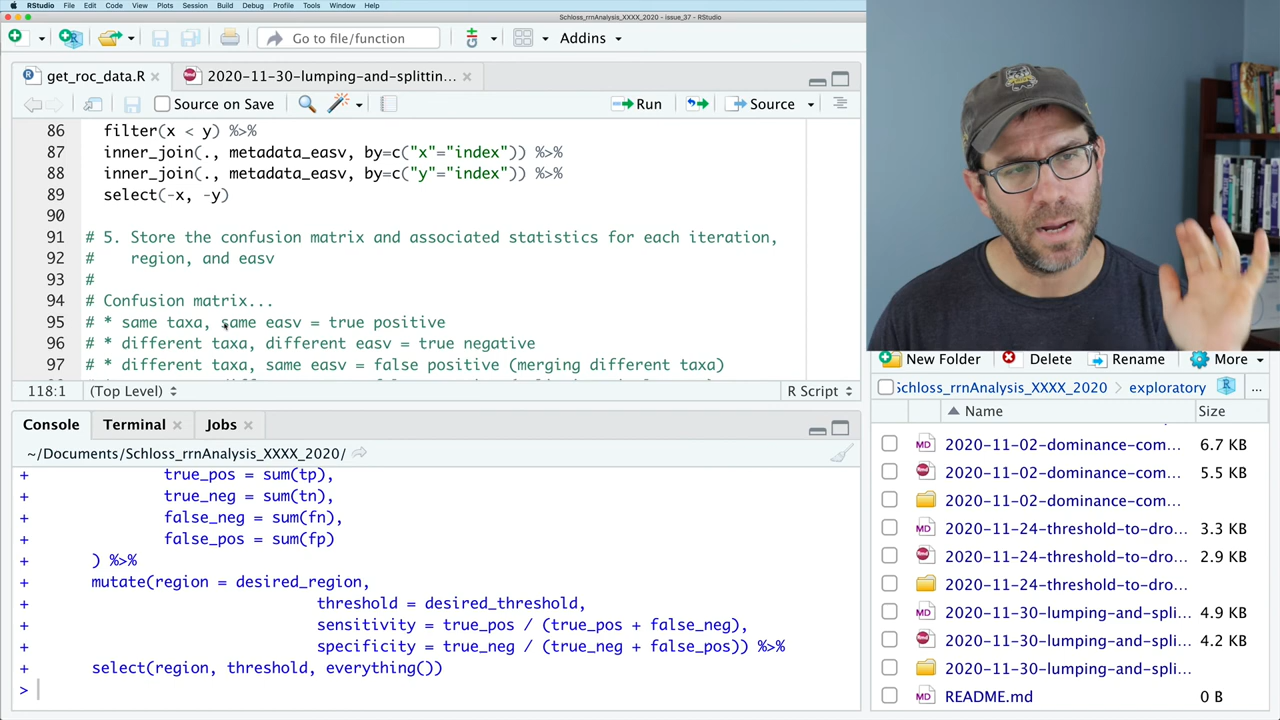 RStudio File Edit Code View Plots Session Build Debug Profile Tools Window Help
Schloss_rrnAnalysis_XXXX_2020 - issue_37 - RStudio
Go to file/function
Addins
get_roc_data.R
2020-11-30-lumping-and-splittin...
Source on Save
Run
Source
86 filter(x < y) %>%
87 inner_join(., metadata_easv, by=c("x"="index")) %>%
88 inner_join(., metadata_easv, by=c("y"="index")) %>%
89 select(-x, -y)
90
91 # 5. Store the confusion matrix and associated statistics for each iteration,
92 # region, and easv
93 #
94 # Confusion matrix...
95 # * same taxa, same easv = true positive
96 # * different taxa, different easv = true negative
97 # * different taxa, same easv = false positive (merging different taxa)
118:1 (Top Level) R Script
Console Terminal Jobs
~/Documents/Schloss_rrnAnalysis_XXXX_2020/
+ true_pos = sum(tp),
+ true_neg = sum(tn),
+ false_neg = sum(fn),
+ false_pos = sum(fp)
+ ) %>%
+ mutate(region = desired_region,
+ threshold = desired_threshold,
+ sensitivity = true_pos / (true_pos + false_neg),
+ specificity = true_neg / (true_neg + false_pos)) %>%
+ select(region, threshold, everything())
>
New Folder Delete Rename More
Schloss_rrnAnalysis_XXXX_2020 > exploratory ...
Name Size
MD 2020-11-02-dominance-com... 6.7 KB
2020-11-02-dominance-com... 5.5 KB
2020-11-02-dominance-com...
MD 2020-11-24-threshold-to-dro... 3.3 KB
2020-11-24-threshold-to-dro... 2.9 KB
2020-11-24-threshold-to-dro...
MD 2020-11-30-lumping-and-spli... 4.9 KB
2020-11-30-lumping-and-spli... 4.2 KB
2020-11-30-lumping-and-spli...
MD README.md 0 B